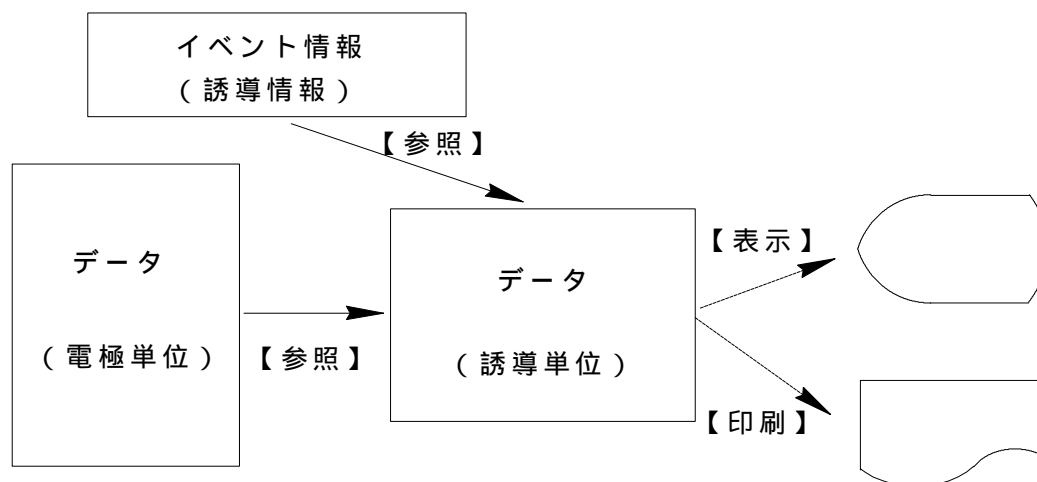 イベント情報
（誘導情報）
【参照】
データ
（電極単位）
【参照】
データ
（誘導単位）
【表示】
【印刷】